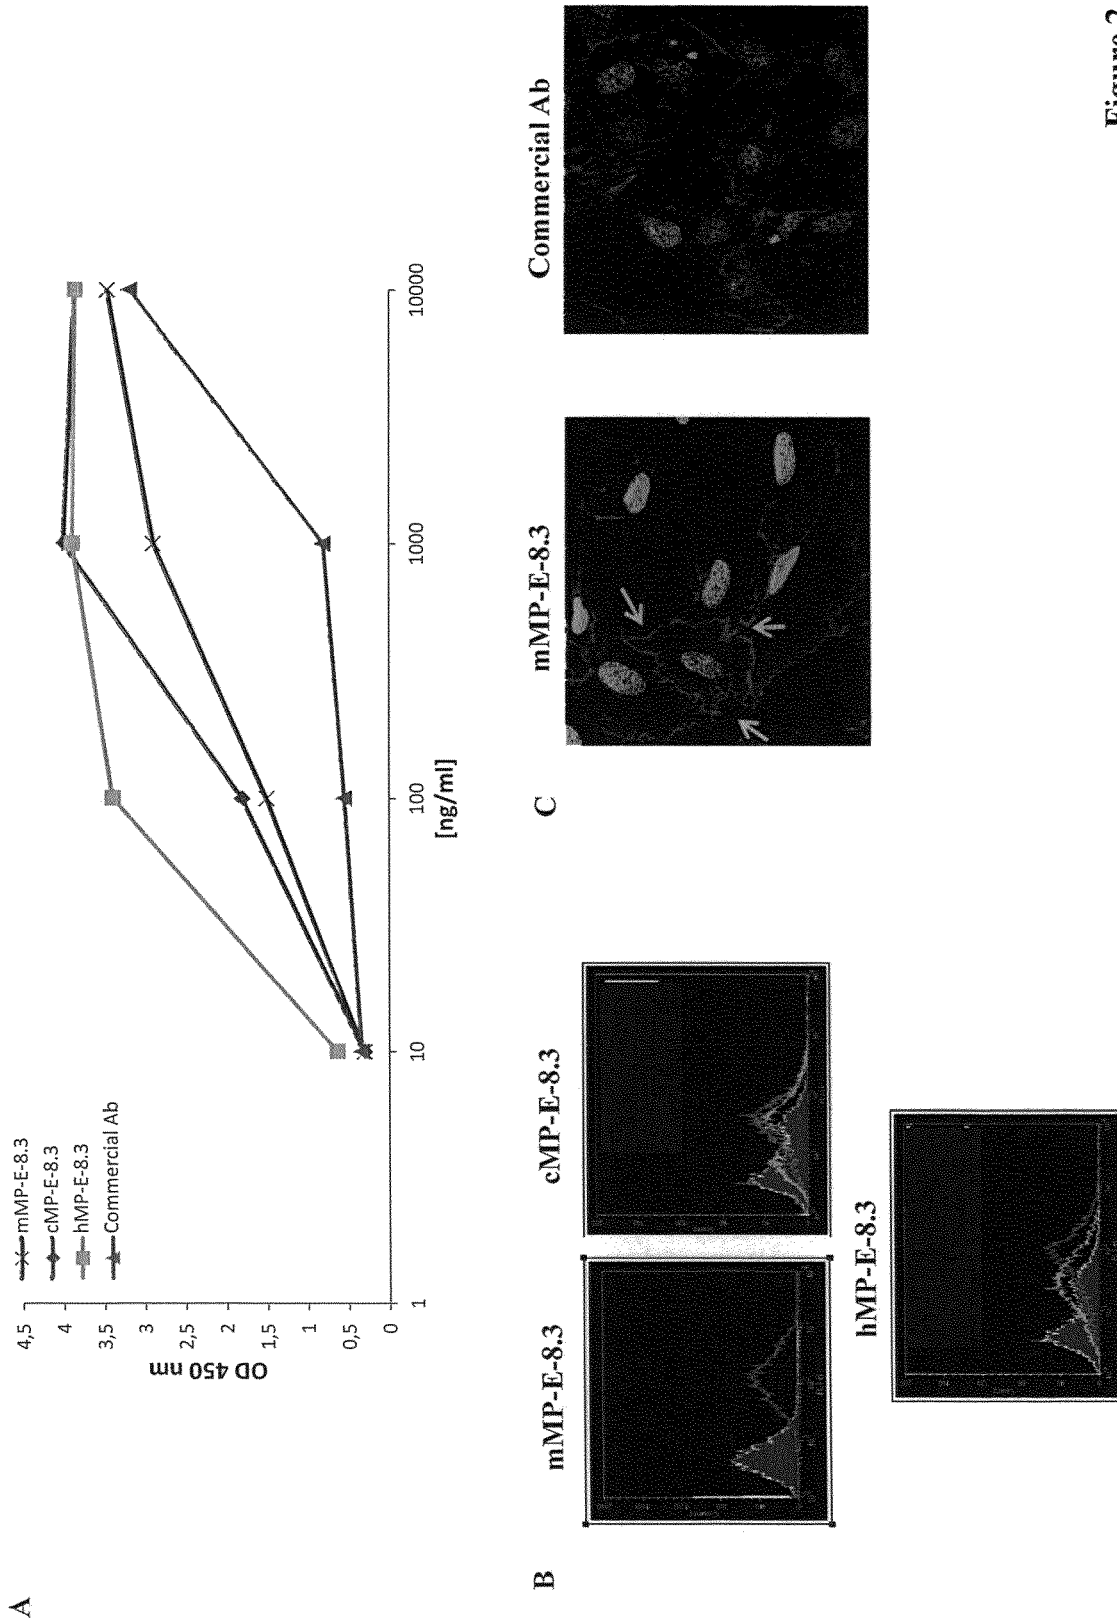 A
mMP-E-8.3
cMP-E-8.3
hMP-E-8.3
Commercial Ab
OD 450 nm
4,5
4
3,5
3
2,5
2
1,5
1
0,5
0
1
10
100
1000
10000
[ng/ml]
B
mMP-E-8.3
cMP-E-8.3
hMP-E-8.3
C
mMP-E-8.3
Commercial Ab
Figure 2